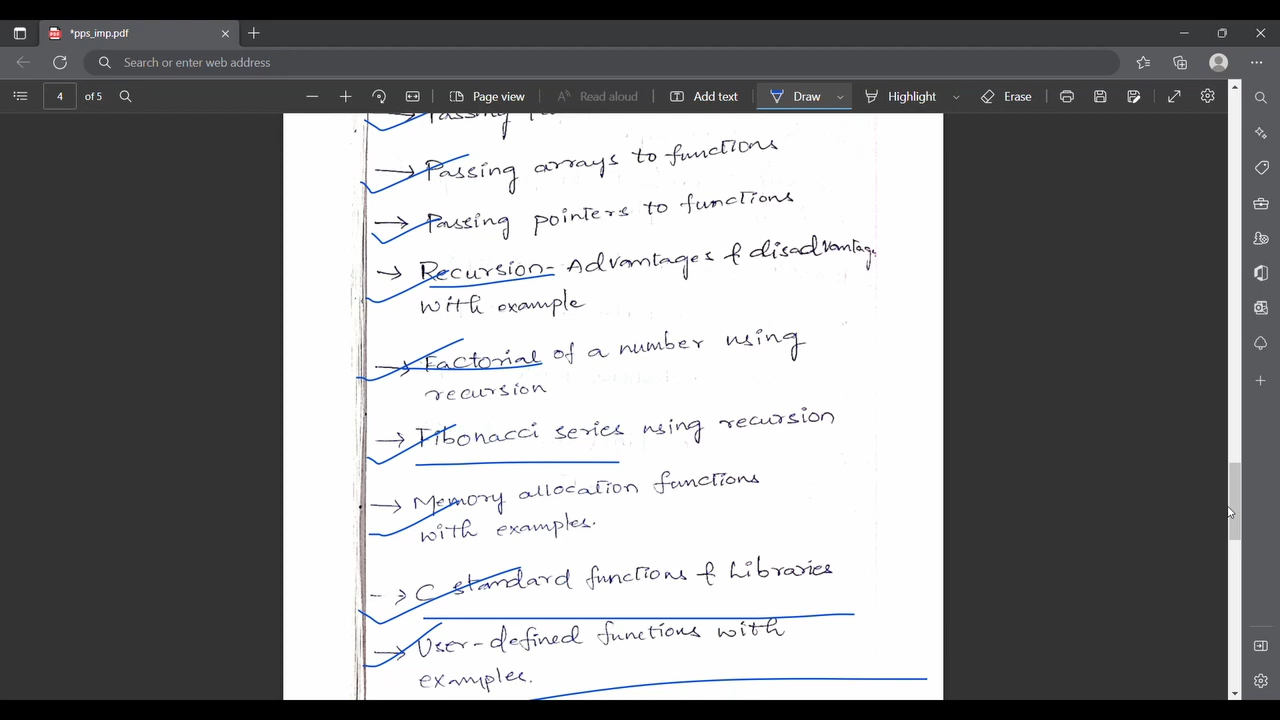 *pps_imp.pdf
Search or enter web address
4 of 5
Page view
Read aloud
Add text
Draw
Highlight
Erase
→ Passing
→ Passing arrays to functions
→ Passing pointers to functions
→ Recursion- Advantages & disadvantage
with example
→ Factorial of a number using
recursion
→ Fibonacci series using recursion
→ Memory allocation functions
with examples.
→ C standard functions & Libraries
→ User-defined functions with
examples.